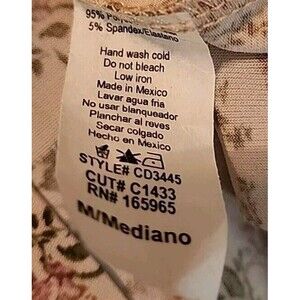 95%
5% Spandex/Elastano
Hand wash cold
Do not bleach
Low iron
Made in Mexico
Lavar agua fria
No usar blanqueador
Planchar al reves
Secar colgado
Hecho en Mexico
STYLE# CD3445
CUT# C1433
RN# 165965
M/Mediano